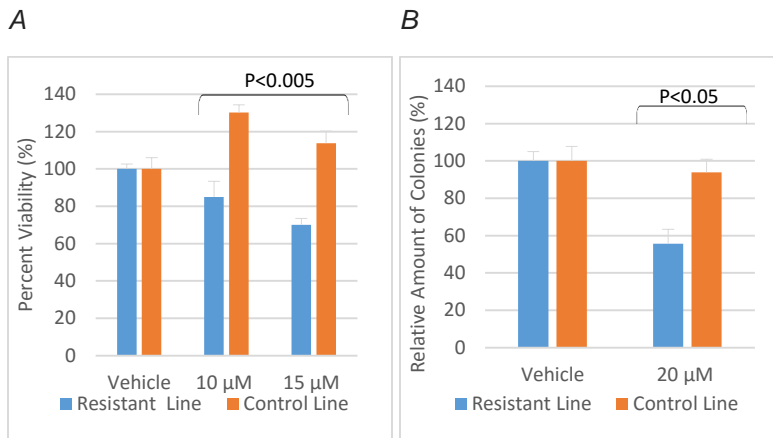 A
P<0.005
Percent Viability (%)
140
120
100
80
60
40
20
0
Vehicle 10 µM 15 µM
Resistant Line Control Line
B
P<0.05
Relative Amount of Colonies (%)
140
120
100
80
60
40
20
0
Vehicle 20 µM
Resistant Line Control Line